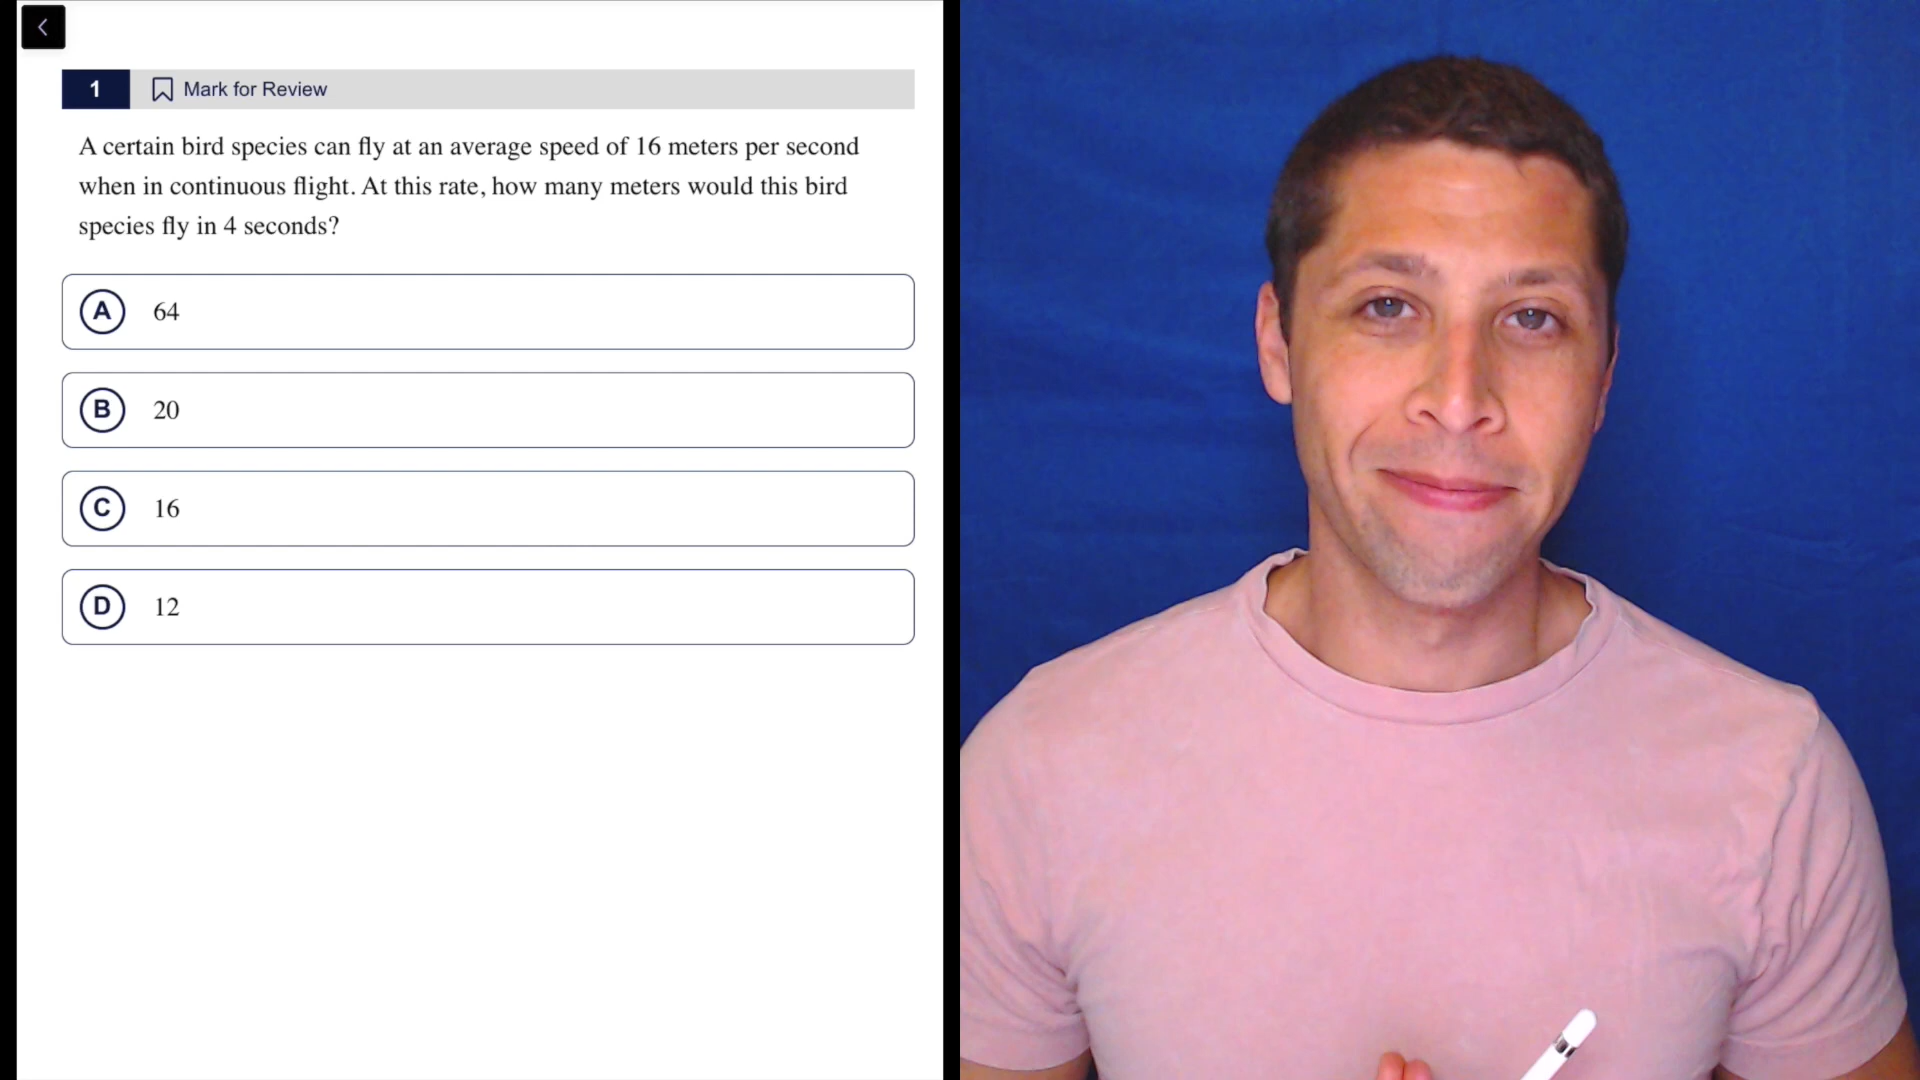 1
Mark for Review
A certain bird species can fly at an average speed of 16 meters per second
when in continuous flight. At this rate, how many meters would this bird
species fly in 4 seconds?
A 64
B 20
C 16
D 12